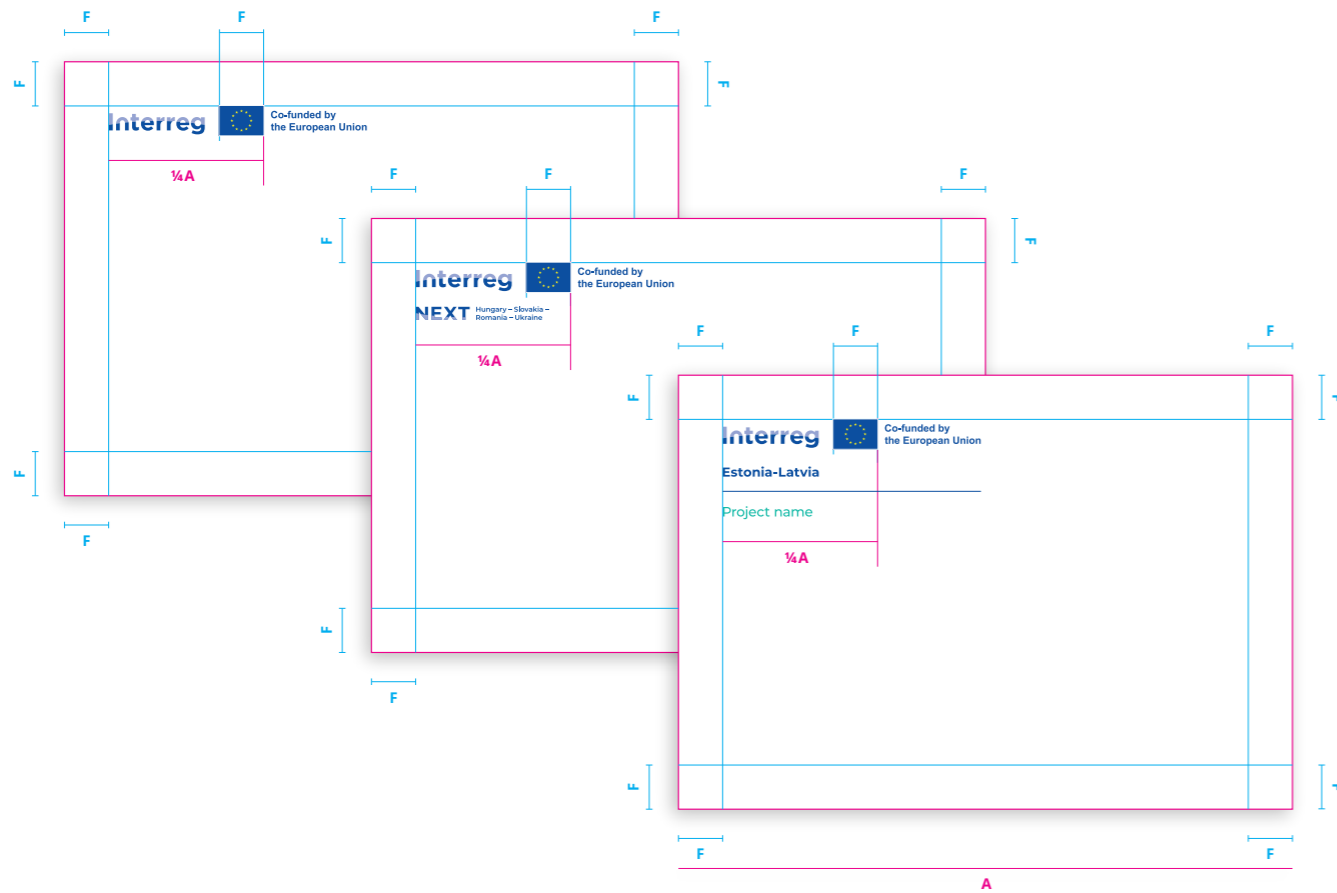 F
F
F
F
F
Interreg
Co-funded by
the European Union
¼A
F
F
F
F
F
F
F
Interreg
Co-funded by
the European Union
NEXT
Hungary – Slovakia –
Romania – Ukraine
¼A
F
F
F
F
F
F
F
Interreg
Co-funded by
the European Union
Estonia-Latvia
Project name
¼A
F
F
F
F
A